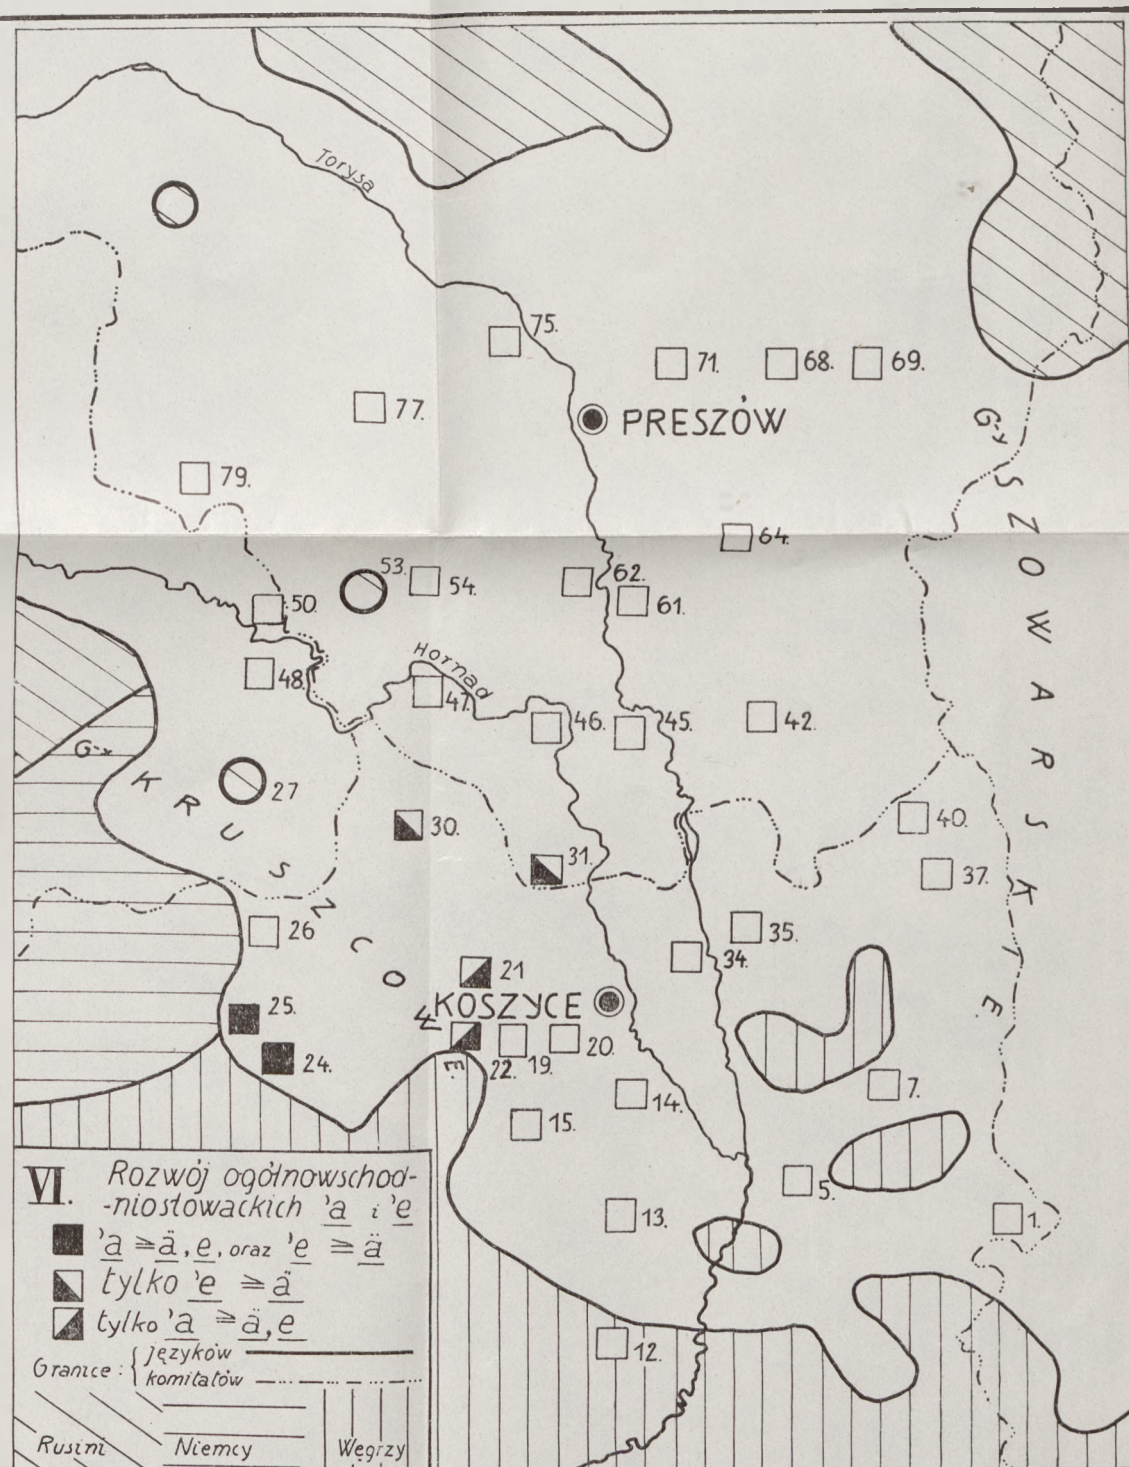 Torysa
75.
71.
68.
69.
77.
PRESZÓW
G-y
SZOWARSKIE.
79.
64.
53.
54.
62.
50.
61.
48.
Hornad
47.
46.
45.
42.
G-y
KRUSZCOWE.
27
30.
40.
31.
37.
26
35.
34.
21
KOSZYCE
25.
24.
22.
19.
20.
7.
14.
15.
5.
13.
1.
12.
VI. Rozwój ogólnowschod-
-niosłowackich 'a i 'e
'a ≥ ä, e, oraz 'e ≥ ä
tylko 'e ≥ ä
tylko 'a ≥ ä, e
Granice: { języków
komitatów
Rusini
Niemcy
Węgrzy